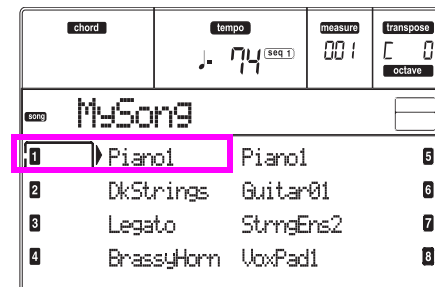 chord tempo measure transpose
♩. 74 seq 1 001 C 0
octave
song MySong
1 Piano1 Piano1 5
2 DkStrings Guitar01 6
3 Legato StrngEns2 7
4 BrassyHorn VoxPad1 8